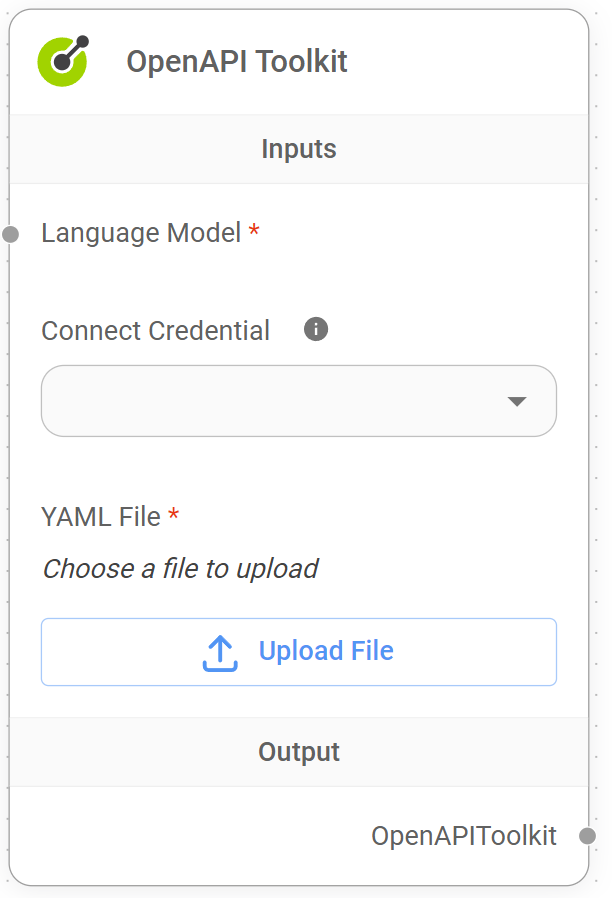 OpenAPI Toolkit
Inputs
Language Model *
Connect Credential
YAML File *
Choose a file to upload
Upload File
Output
OpenAPIToolkit